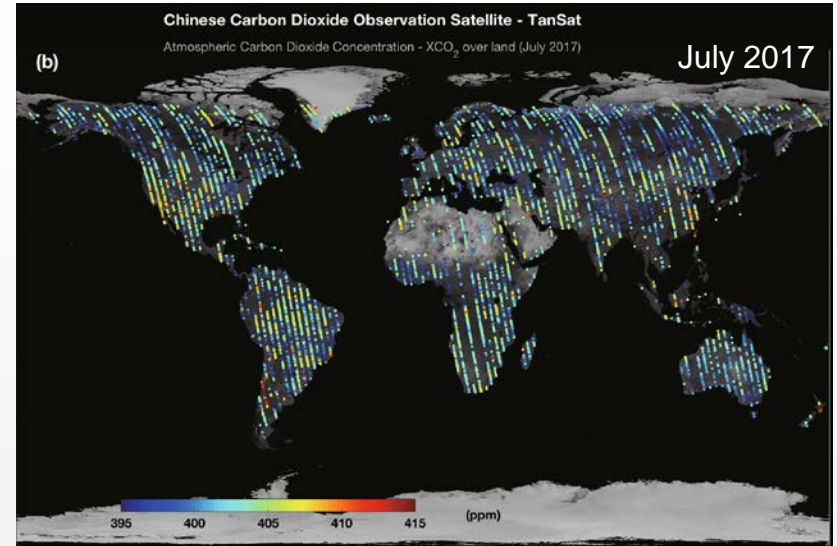 Chinese Carbon Dioxide Observation Satellite - TanSat
Atmospheric Carbon Dioxide Concentration - XCO₂ over land (July 2017)
(b)
July 2017
395 400 405 410 415 (ppm)